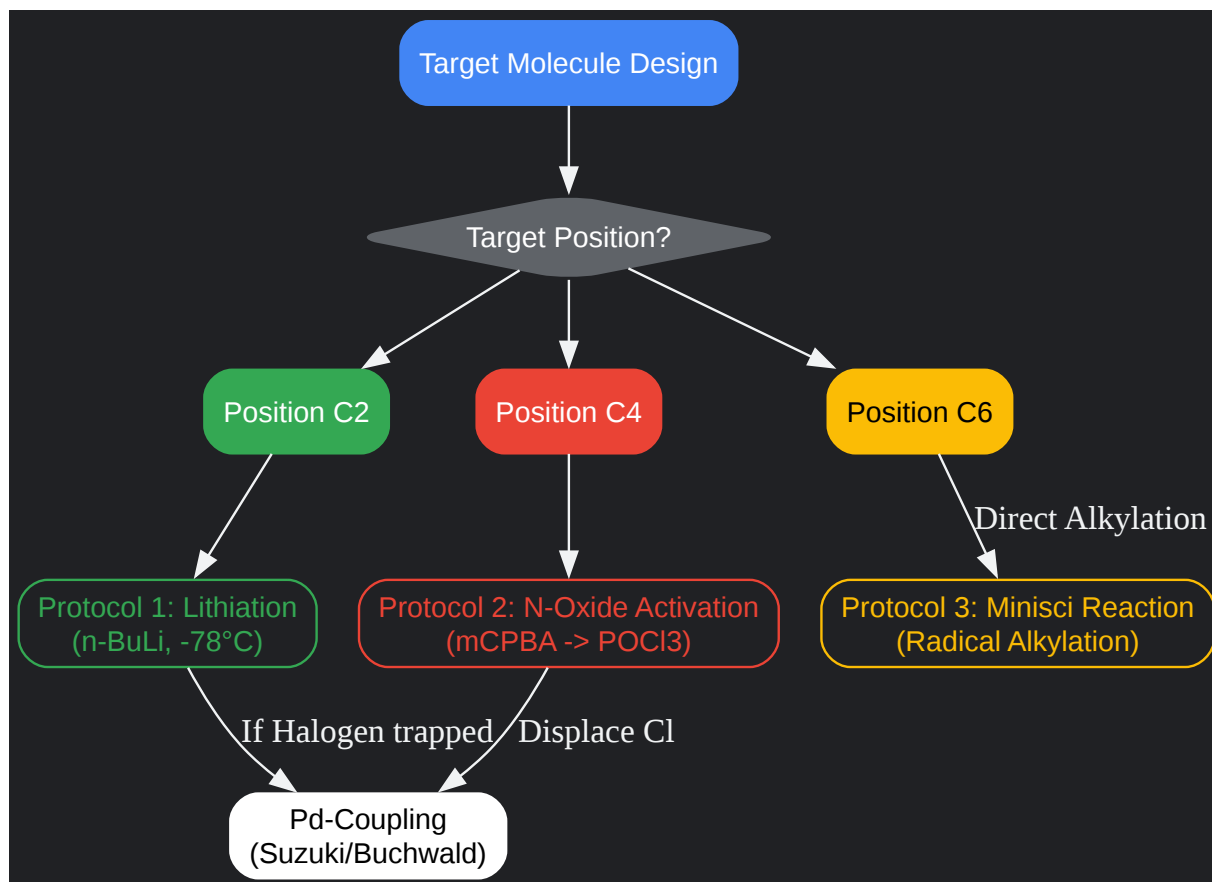 Target Molecule Design
Target Position?
Position C2
Position C4
Position C6
Direct Alkylation
Protocol 1: Lithiation
(n-BuLi, -78°C)
Protocol 2: N-Oxide Activation
(mCPBA -> POCl3)
Protocol 3: Minisci Reaction
(Radical Alkylation)
If Halogen trapped
Displace Cl
Pd-Coupling
(Suzuki/Buchwald)